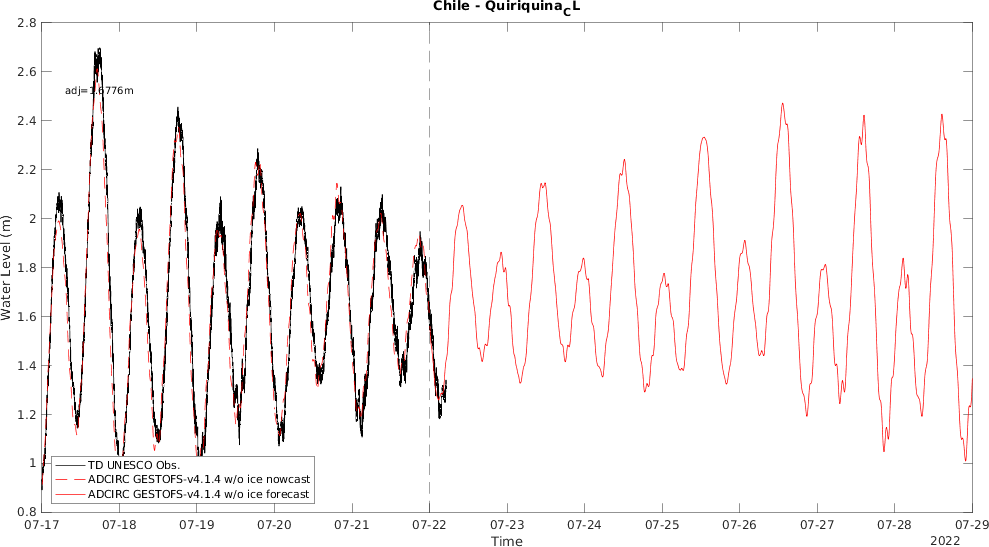 Chile - QuiriquinaCL
2.8
2.6
2.4
2.2
2
1.8
1.6
1.4
1.2
1
0.8
Water Level (m)
adj=1.6776m
TD UNESCO Obs.
ADCIRC GESTOFS-v4.1.4 w/o ice nowcast
ADCIRC GESTOFS-v4.1.4 w/o ice forecast
07-17 07-18 07-19 07-20 07-21 07-22 07-23 07-24 07-25 07-26 07-27 07-28 07-29
Time
2022